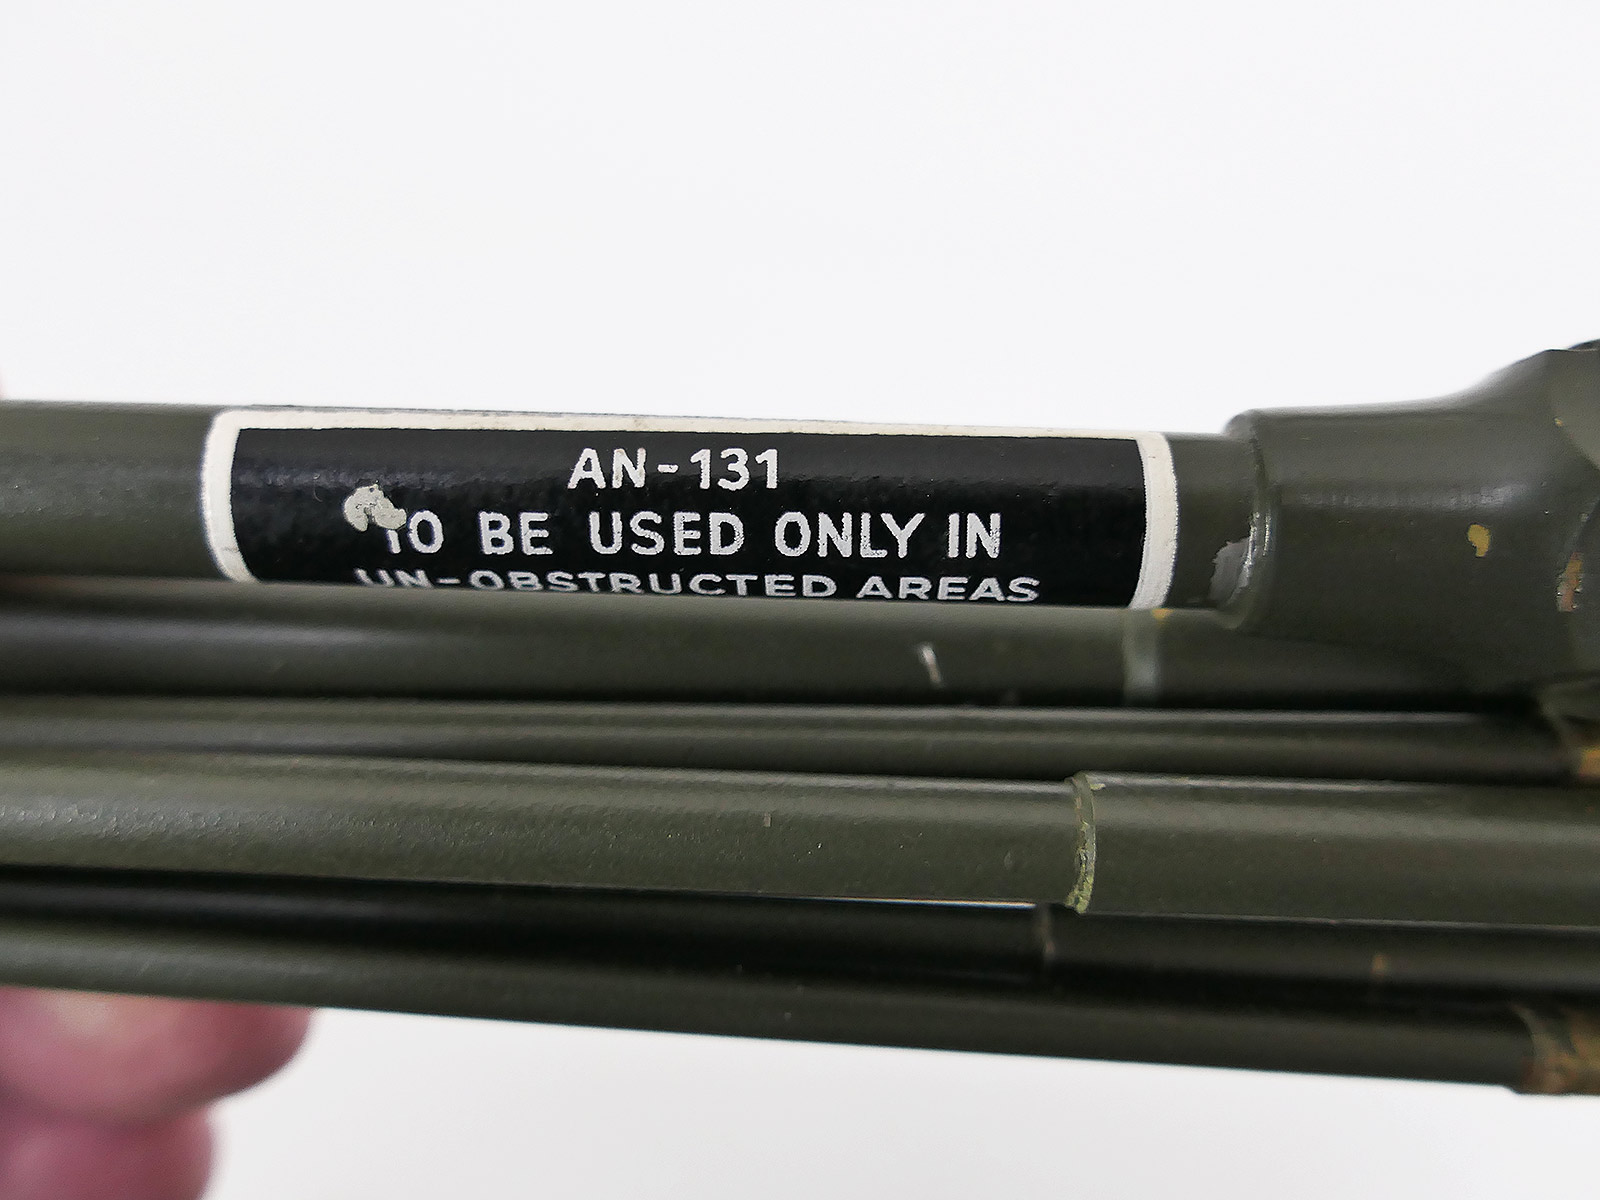 AN-131
TO BE USED ONLY IN
UN-OBSTRUCTED AREAS